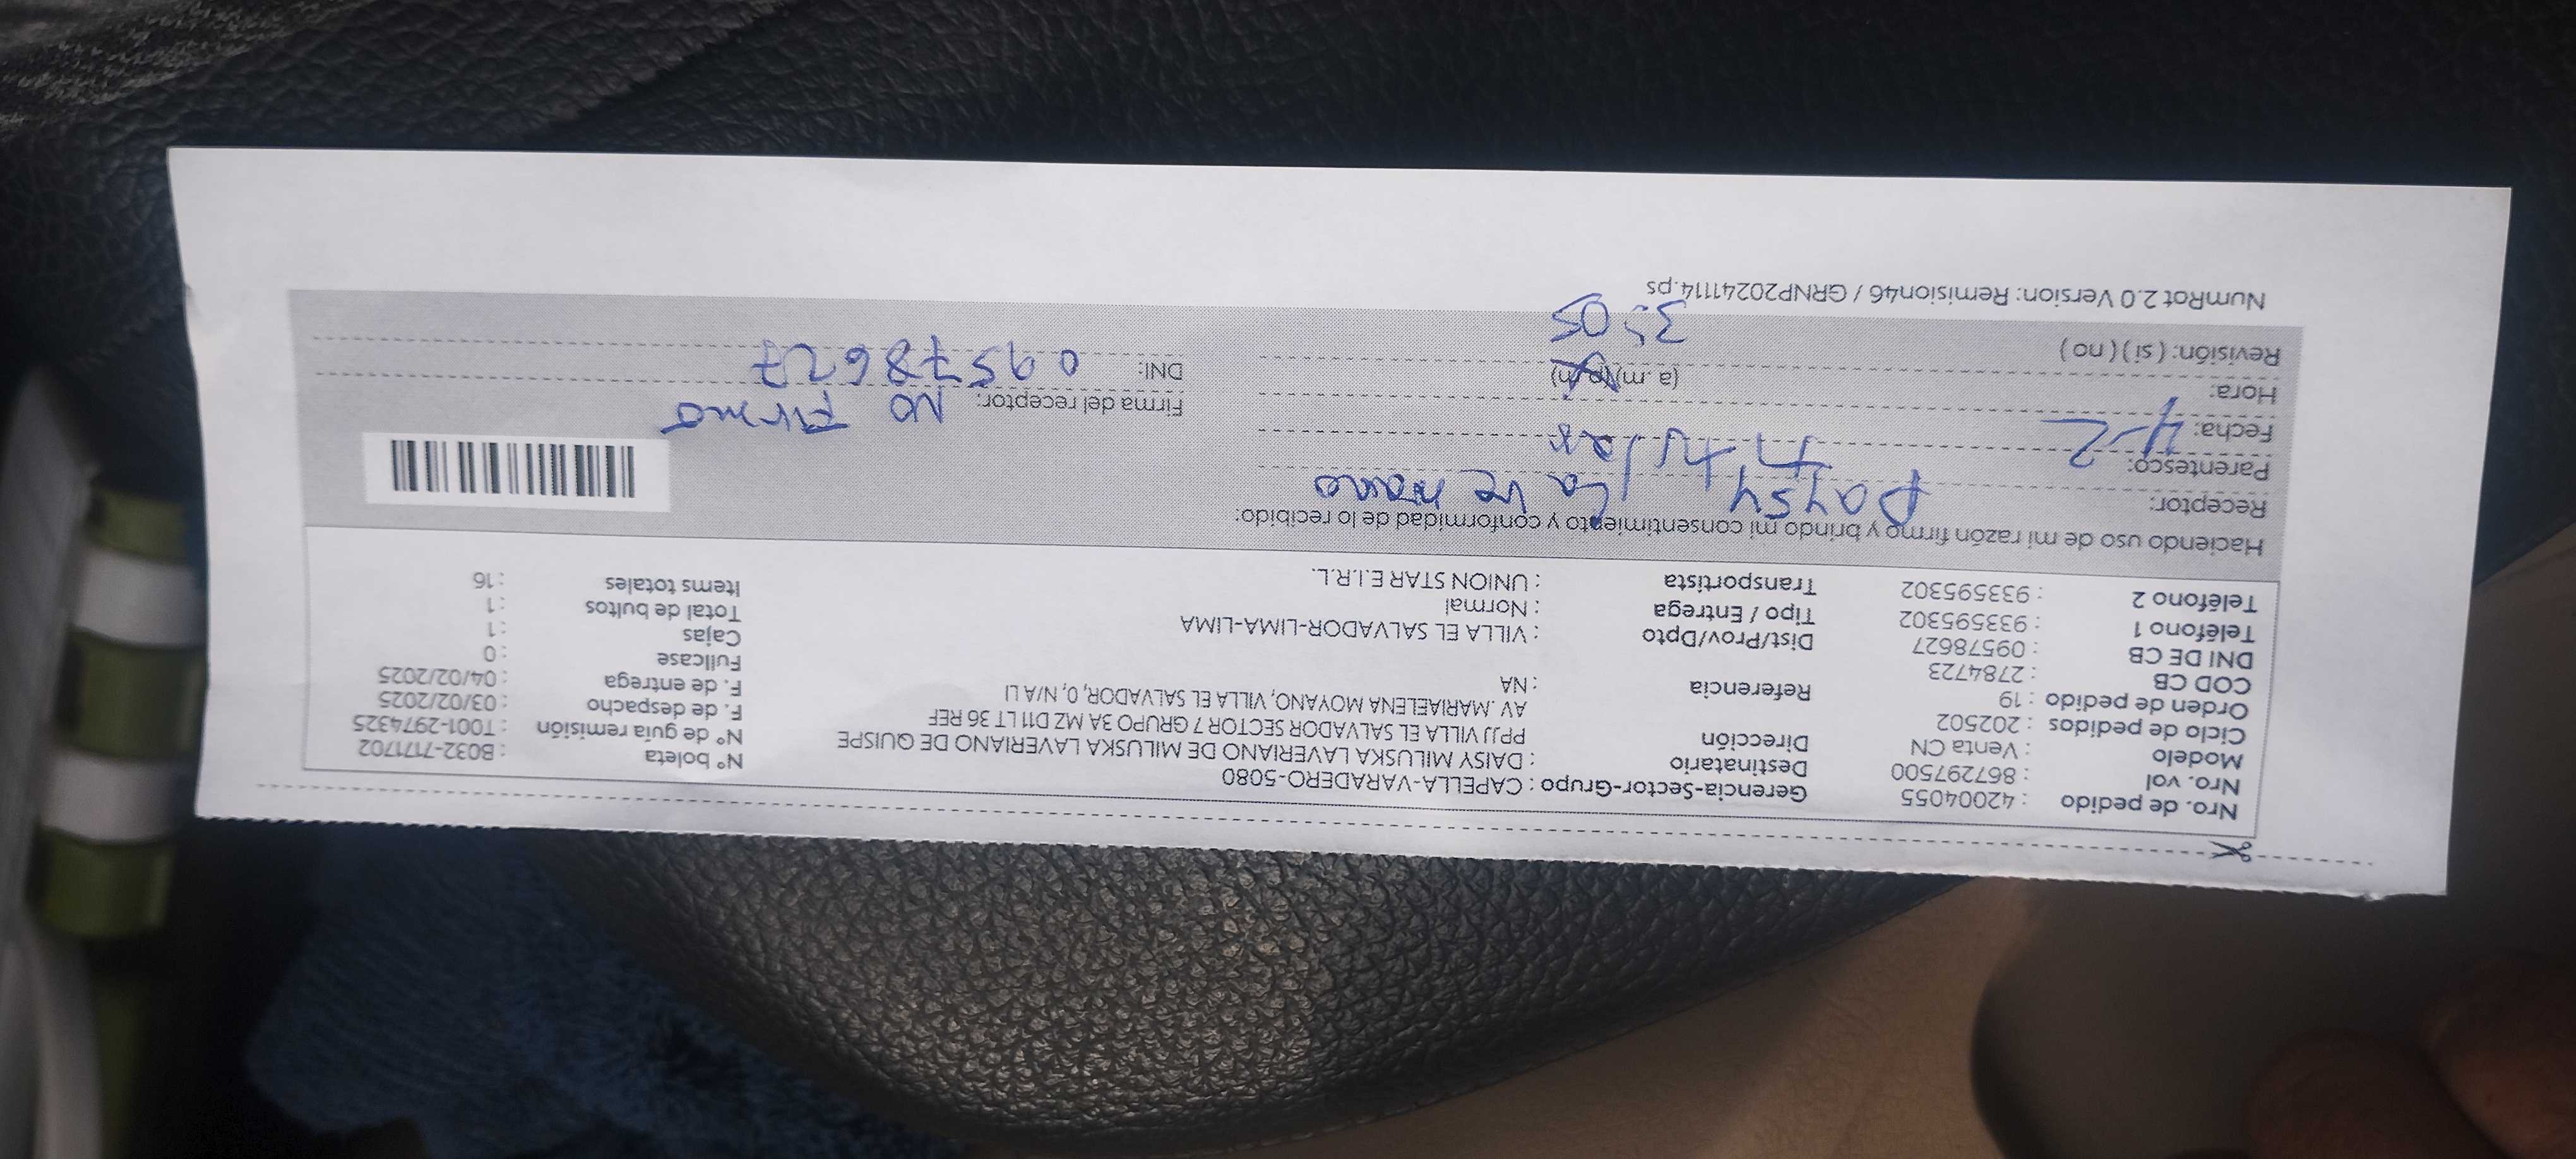 Nro. de pedido : 42004055 Gerencia-Sector-Grupo : CAPELLA-VARADERO-5080
Nro. vol : 867297500 Destinatario : DAISY MILUSKA LAVERIANO DE MILUSKA LAVERIANO DE QUISPE N° boleta : B032-7171702
Modelo : Venta CN Dirección PPJJ VILLA EL SALVADOR SECTOR 7 GRUPO 3A MZ D11 LT 36 REF N° de guía remisión : T001-2974325
Ciclo de pedidos : 202502 AV. MARIAELENA MOYANO, VILLA EL SALVADOR, 0, N/A LI F. de despacho : 03/02/2025
Orden de pedido : 19 Referencia : NA F. de entrega : 04/02/2025
COD CB : 2784723 Fullcase : 0
DNI DE CB : 09578627 Dist/Prov/Dpto : VILLA EL SALVADOR-LIMA-LIMA Cajas : 1
Teléfono 1 : 933595302 Tipo / Entrega : Normal Total de bultos : 1
Teléfono 2 : 933595302 Transportista : UNION STAR E.I.R.L. Items totales : 16
Haciendo uso de mi razón firmo y brindo mi consentimiento y conformidad de lo recibido:
Receptor: Daysy
Parentesco: Titular
Fecha: 4-2 Firma del receptor: NO Firmo
Hora: (a.m)(p.m) 3:05 DNI: 09578627
Revisión: ( si ) ( no )
NumRot 2.0 Version: Remision46 / GRNP20241114.ps